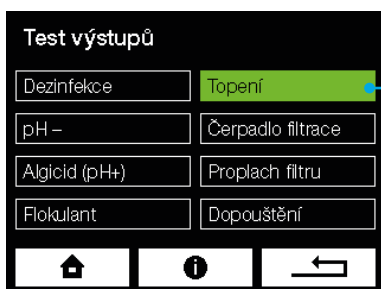 Test výstupů
Dezinfekce
Topení
pH –
Čerpadlo filtrace
Algicid (pH+)
Proplach filtru
Flokulant
Dopouštění